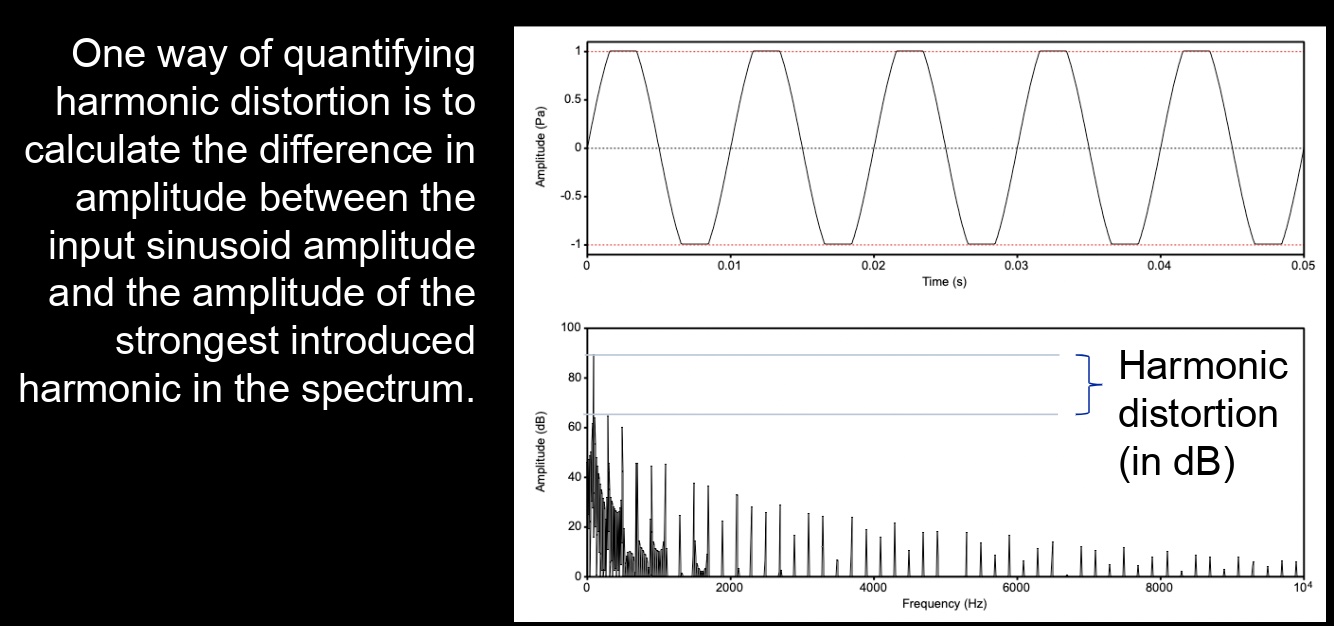 One way of quantifying
harmonic distortion is to
calculate the difference in
amplitude between the
input sinusoid amplitude
and the amplitude of the
strongest introduced
harmonic in the spectrum.
1
0.5
0
-0.5
-1
Amplitude (Pa)
0 0.01 0.02 0.03 0.04 0.05
Time (s)
100
80
60
40
20
0
Amplitude (dB)
0 2000 4000 6000 8000 10⁴
Frequency (Hz)
Harmonic
distortion
(in dB)